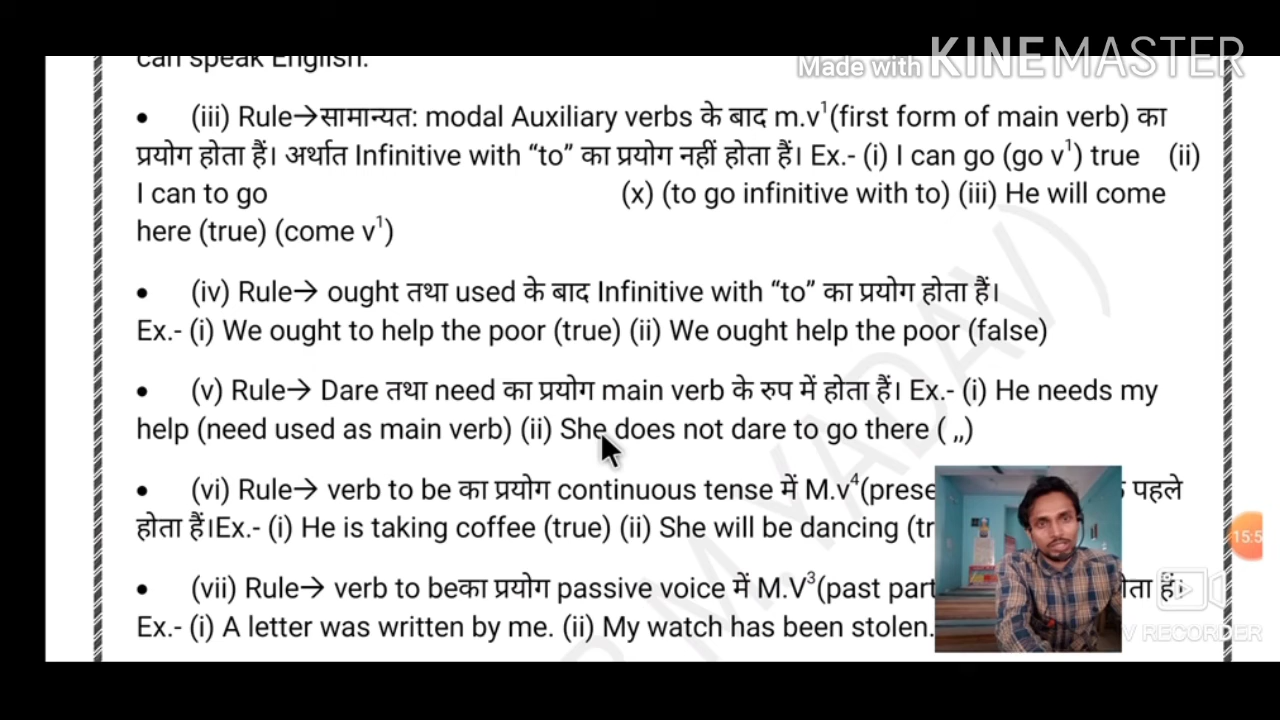 can speak English.
Made with KINEMASTER
• (iii) Rule→सामान्यत: modal Auxiliary verbs के बाद m.v¹(first form of main verb) का
प्रयोग होता हैं। अर्थात Infinitive with “to” का प्रयोग नहीं होता हैं। Ex.- (i) I can go (go v¹) true (ii)
I can to go (x) (to go infinitive with to) (iii) He will come
here (true) (come v¹)
• (iv) Rule→ ought तथा used के बाद Infinitive with “to” का प्रयोग होता हैं।
Ex.- (i) We ought to help the poor (true) (ii) We ought help the poor (false)
• (v) Rule→ Dare तथा need का प्रयोग main verb के रुप में होता हैं। Ex.- (i) He needs my
help (need used as main verb) (ii) She does not dare to go there ( ,,)
• (vi) Rule→ verb to be का प्रयोग continuous tense में M.v⁴(prese पहले
होता हैं।Ex.- (i) He is taking coffee (true) (ii) She will be dancing (tr
15:5
• (vii) Rule→ verb to beका प्रयोग passive voice में M.V³(past part ता हैं।
Ex.- (i) A letter was written by me. (ii) My watch has been stolen.
V RECORDER
M. YADAV)